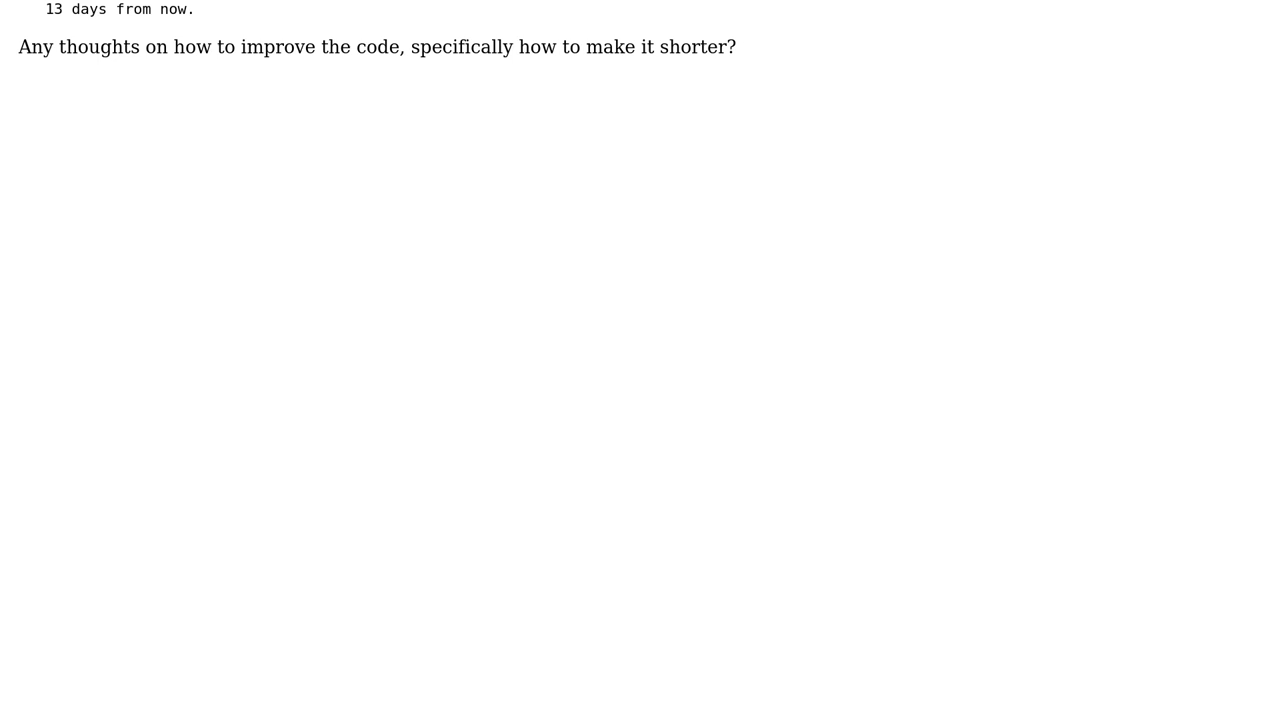 13 days from now.
Any thoughts on how to improve the code, specifically how to make it shorter?